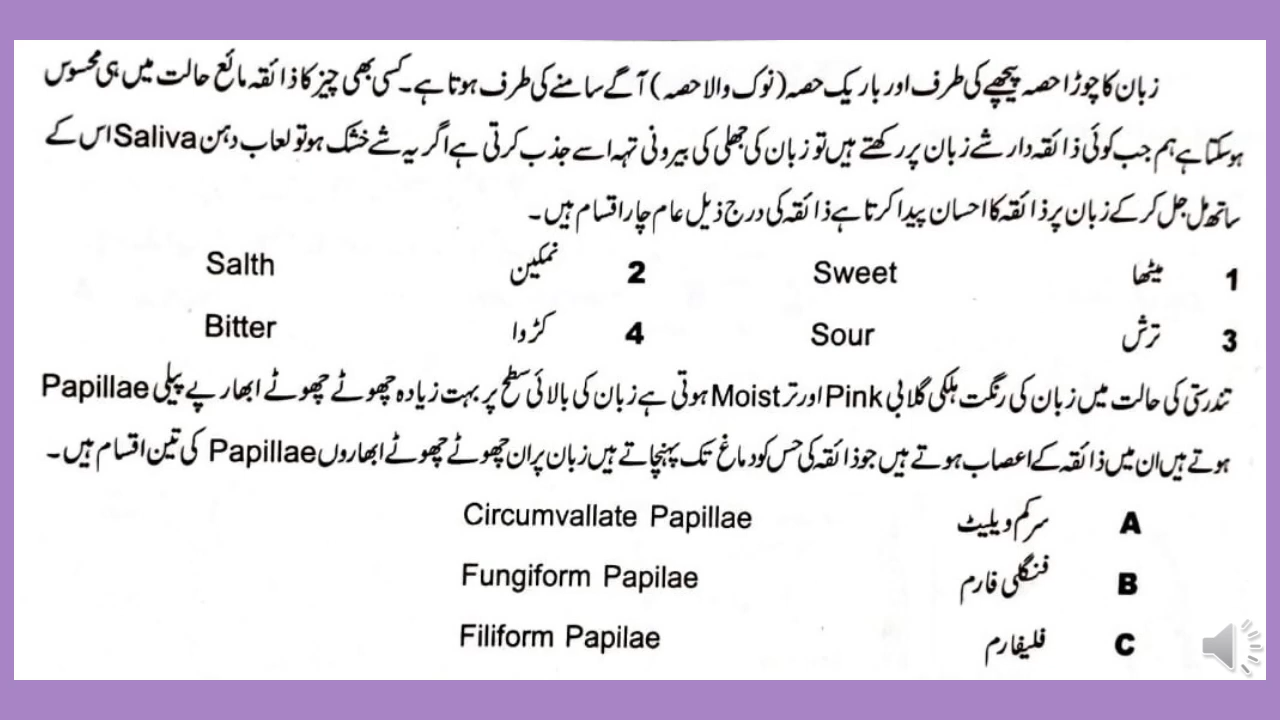 زبان کا چوڑا حصہ پیچھے کی طرف اور باریک حصہ (نوک والا حصہ) آگے سامنے کی طرف ہوتا ہے۔ کسی بھی چیز کا ذائقہ مائع حالت میں ہی محسوس
ہوسکتا ہے ہم جب کوئی ذائقہ دار شے زبان پر رکھتے ہیں تو زبان کی جھلی کی بیرونی تہہ اسے جذب کرتی ہے اگر یہ شے خشک ہو تو لعاب دہن Saliva اس کے
ساتھ مل جل کر کے زبان پر ذائقہ کا احسان پیدا کرتا ہے ذائقہ کی درج ذیل عام چار اقسام ہیں۔
1 میٹھا Sweet 2 نمکین Salth
3 ترش Sour 4 کڑوا Bitter
تندرستی کی حالت میں زبان کی رنگت ہلکی گلابی Pink اور تر Moist ہوتی ہے زبان کی بالائی سطح پر بہت زیادہ چھوٹے چھوٹے ابھار پے پیلی Papillae
ہوتے ہیں ان میں ذائقہ کے اعصاب ہوتے ہیں جو ذائقہ کی حس کو دماغ تک پہنچاتے ہیں زبان پر ان چھوٹے چھوٹے ابھاروں Papillae کی تین اقسام ہیں۔
A سرکم ویلیٹ Circumvallate Papillae
B فنگلی فارم Fungiform Papilae
C فلیفارم Filiform Papilae